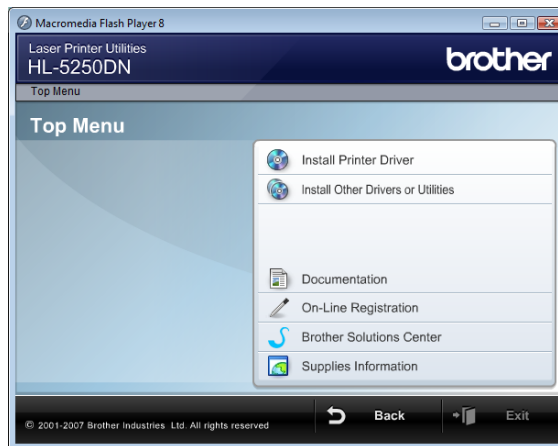 Macromedia Flash Player 8
Laser Printer Utilities
HL-5250DN
brother
Top Menu
Top Menu
Install Printer Driver
Install Other Drivers or Utilities
Documentation
On-Line Registration
Brother Solutions Center
Supplies Information
© 2001-2007 Brother Industries Ltd. All rights reserved
Back
Exit